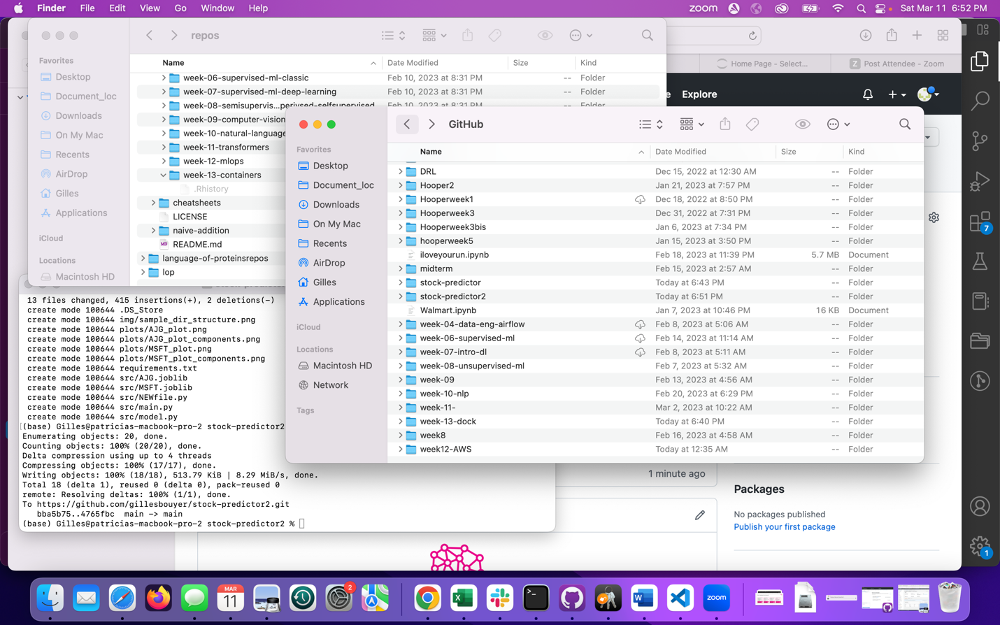 Finder File Edit View Go Window Help
zoom Sat Mar 11 6:52 PM
repos
Favorites
Desktop
Document_loc
Downloads
On My Mac
Recents
AirDrop
Gilles
Applications
iCloud
Locations
Macintosh HD
Name Date Modified Size Kind
week-06-supervised-ml-classic Feb 10, 2023 at 8:31 PM -- Folder
week-07-supervised-ml-deep-learning Feb 10, 2023 at 8:31 PM -- Folder
week-08-semisupervis...pervised-selfsupervised Feb 10, 2023 at 8:31 PM -- Folder
week-09-computer-vision
week-10-natural-language
week-11-transformers
week-12-mlops
week-13-containers
.Rhistory
cheatsheets
LICENSE
naive-addition
README.md
language-of-proteinsrepos
lop
Home Page - Select...
Z Post Attendee - Zoom
e Explore
GitHub
Favorites
Desktop
Document_loc
Downloads
On My Mac
Recents
AirDrop
Gilles
Applications
iCloud
Locations
Macintosh HD
Network
Tags
Name Date Modified Size Kind
DRL Dec 15, 2022 at 12:30 AM -- Folder
Hooper2 Jan 21, 2023 at 7:57 PM -- Folder
Hooperweek1 Dec 18, 2022 at 8:50 PM -- Folder
Hooperweek3 Dec 31, 2022 at 7:31 PM -- Folder
Hooperweek3bis Jan 6, 2023 at 7:34 PM -- Folder
hooperweek5 Jan 15, 2023 at 3:50 PM -- Folder
iloveyourun.ipynb Feb 18, 2023 at 11:39 PM 5.7 MB Document
midterm Feb 15, 2023 at 2:57 AM -- Folder
stock-predictor Today at 6:43 PM -- Folder
stock-predictor2 Today at 6:51 PM -- Folder
Walmart.ipynb Jan 7, 2023 at 10:46 PM 16 KB Document
week-04-data-eng-airflow Feb 8, 2023 at 5:06 AM -- Folder
week-06-supervised-ml Feb 14, 2023 at 11:14 AM -- Folder
week-07-intro-dl Feb 8, 2023 at 5:11 AM -- Folder
week-08-unsupervised-ml Feb 7, 2023 at 5:32 AM -- Folder
week-09 Feb 13, 2023 at 4:56 AM -- Folder
week-10-nlp Feb 20, 2023 at 6:29 PM -- Folder
week-11- Mar 2, 2023 at 10:22 AM -- Folder
week-13-dock Today at 6:40 PM -- Folder
week8 Feb 16, 2023 at 4:58 AM -- Folder
week12-AWS Today at 12:35 AM -- Folder
13 files changed, 415 insertions(+), 2 deletions(-)
create mode 100644 .DS_Store
create mode 100644 img/sample_dir_structure.png
create mode 100644 plots/AJG_plot.png
create mode 100644 plots/AJG_plot_components.png
create mode 100644 plots/MSFT_plot.png
create mode 100644 plots/MSFT_plot_components.png
create mode 100644 requirements.txt
create mode 100644 src/AJG.joblib
create mode 100644 src/MSFT.joblib
create mode 100644 src/NEWfile.py
create mode 100644 src/main.py
create mode 100644 src/model.py
(base) Gilles@patricias-macbook-pro-2 stock-predictor2
Enumerating objects: 20, done.
Counting objects: 100% (20/20), done.
Delta compression using up to 4 threads
Compressing objects: 100% (17/17), done.
Writing objects: 100% (18/18), 513.79 KiB | 8.29 MiB/s, done.
Total 18 (delta 1), reused 0 (delta 0), pack-reused 0
remote: Resolving deltas: 100% (1/1), done.
To https://github.com/gillesbouyer/stock-predictor2.git
bba5b75..4765fbc main -> main
(base) Gilles@patricias-macbook-pro-2 stock-predictor2 %
1 minute ago
Packages
No packages published
Publish your first package
7
1
MAR
11
2
zoom